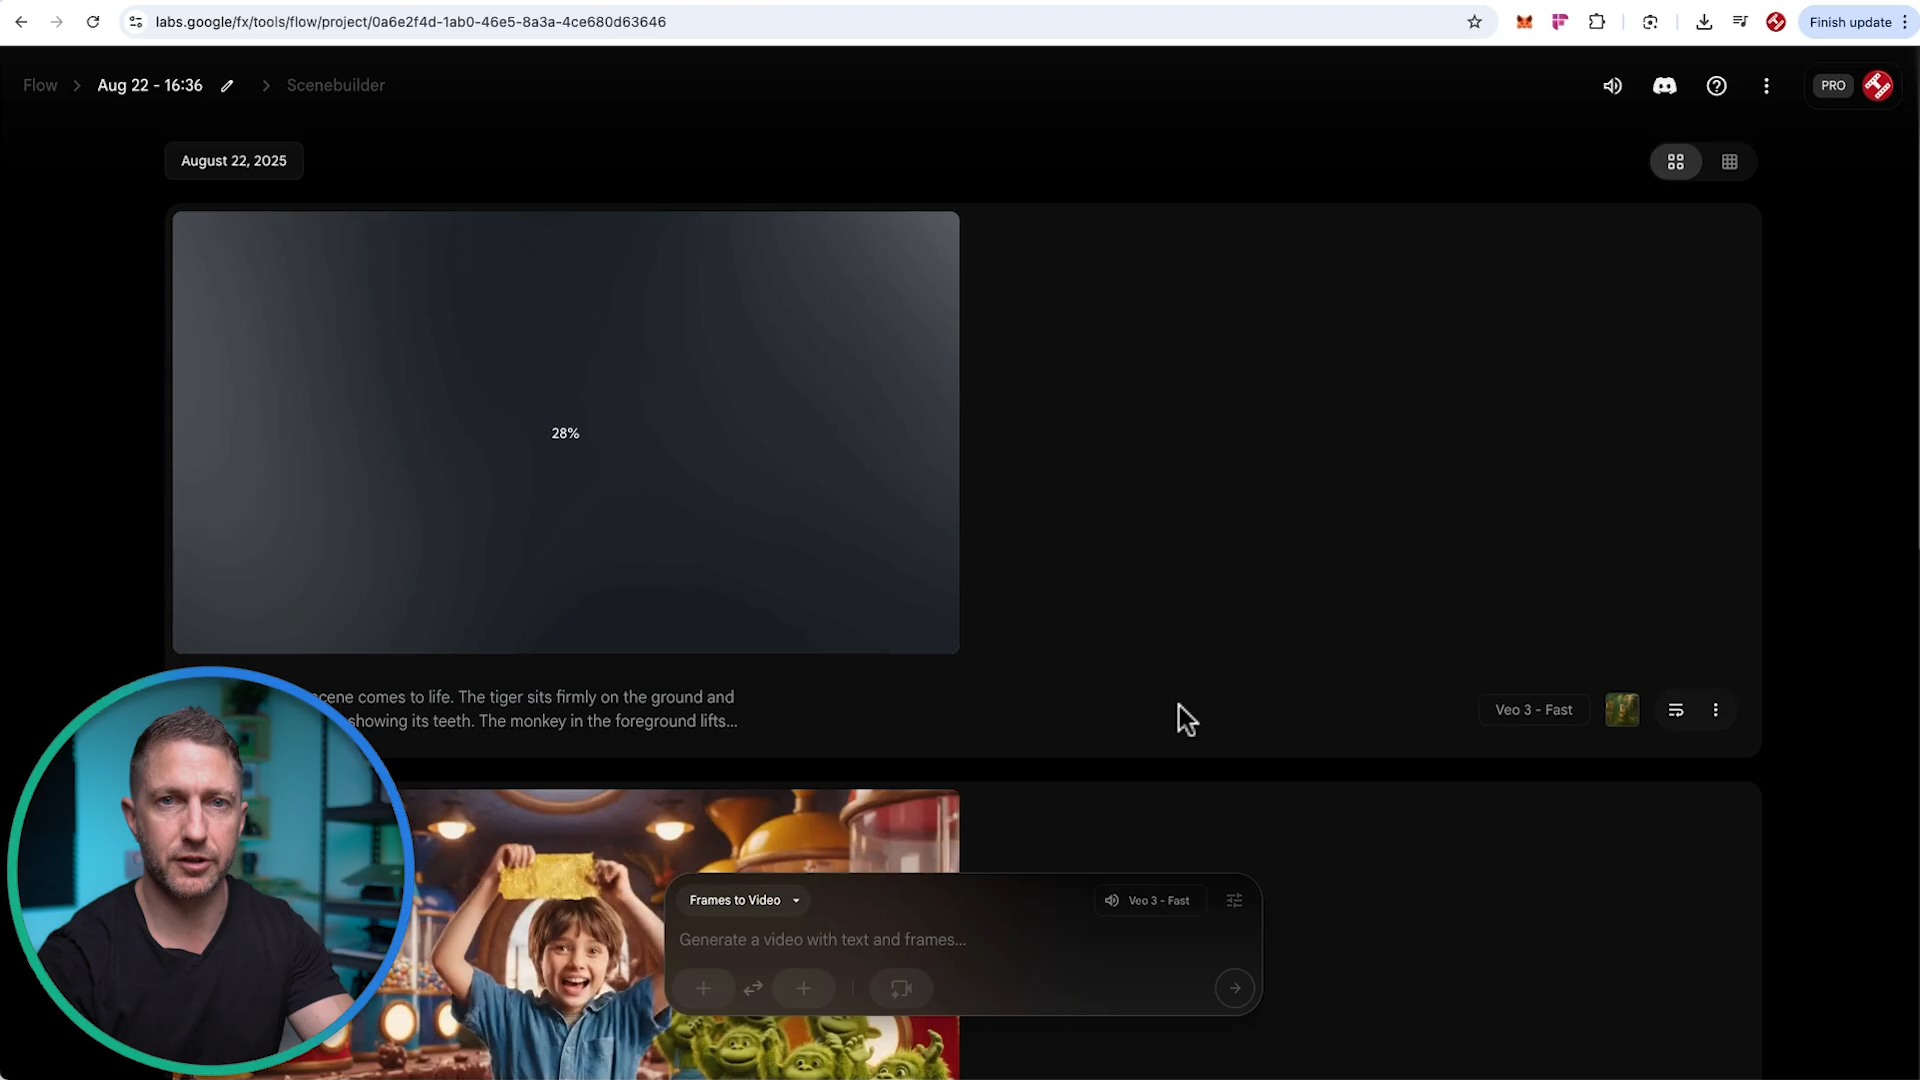 labs.google/fx/tools/flow/project/0a6e2f4d-1ab0-46e5-8a3a-4ce680d63646
Finish update
Flow
Aug 22 - 16:36
Scenebuilder
PRO
August 22, 2025
28%
scene comes to life. The tiger sits firmly on the ground and
showing its teeth. The monkey in the foreground lifts...
Veo 3 - Fast
Frames to Video
Veo 3 - Fast
Generate a video with text and frames...